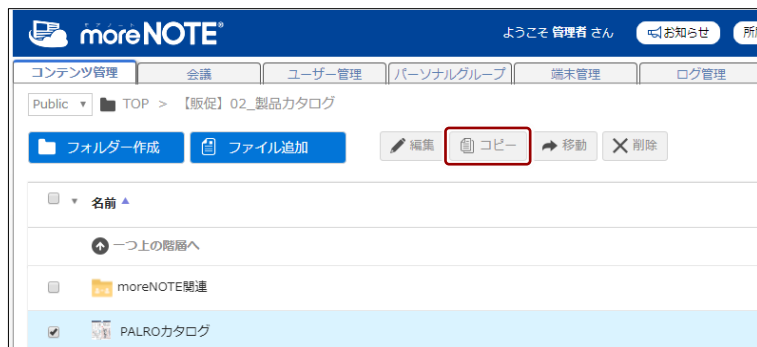 モアノート
moreNOTE®
ようこそ 管理者 さん
お知らせ
所
コンテンツ管理
会議
ユーザー管理
パーソナルグループ
端末管理
ログ管理
Public ▼ TOP > 【販促】02_製品カタログ
フォルダー作成
ファイル追加
編集
コピー
移動
削除
名前
一つ上の階層へ
moreNOTE関連
PALROカタログ